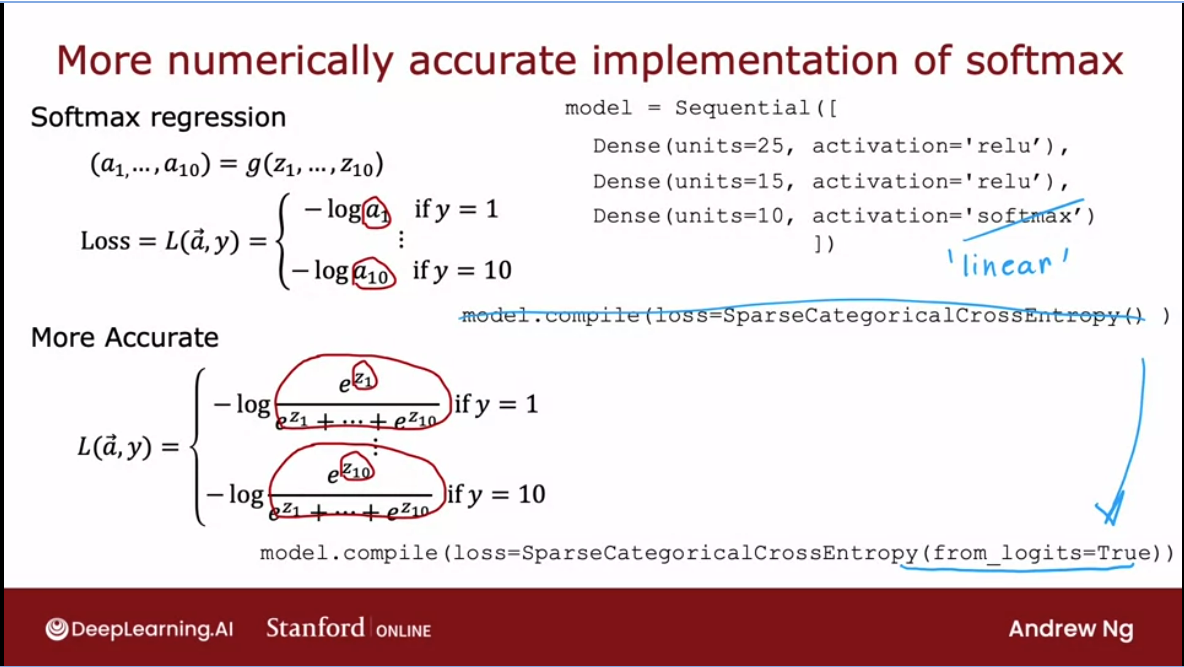 More numerically accurate implementation of softmax
Softmax regression
(a₁,…,a₁₀) = g(z₁,…,z₁₀)
Loss = L(a⃗, y) = { − log a₁ if y = 1
⋮
− log a₁₀ if y = 10
model = Sequential([
Dense(units=25, activation='relu’),
Dense(units=15, activation='relu’),
Dense(units=10, activation='softmax’)
])
'linear'
model.compile(loss=SparseCategoricalCrossEntropy() )
More Accurate
L(a⃗, y) = { − log e^z₁ / (e^z₁ + ⋯ + e^z₁₀) if y = 1
⋮
− log e^z₁₀ / (e^z₁ + ⋯ + e^z₁₀) if y = 10
model.compile(loss=SparseCategoricalCrossEntropy(from_logits=True))
DeepLearning.AI Stanford ONLINE Andrew Ng